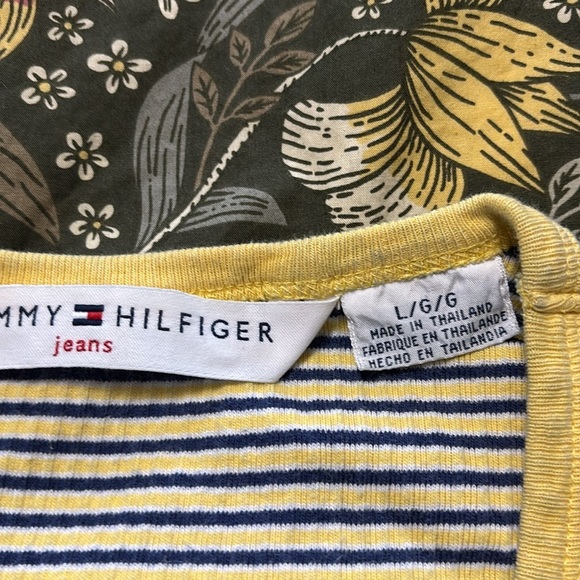 MMY HILFIGER
jeans
L/G/G
MADE IN THAILAND
FABRIQUE EN THAILANDE
HECHO EN TAILANDIA